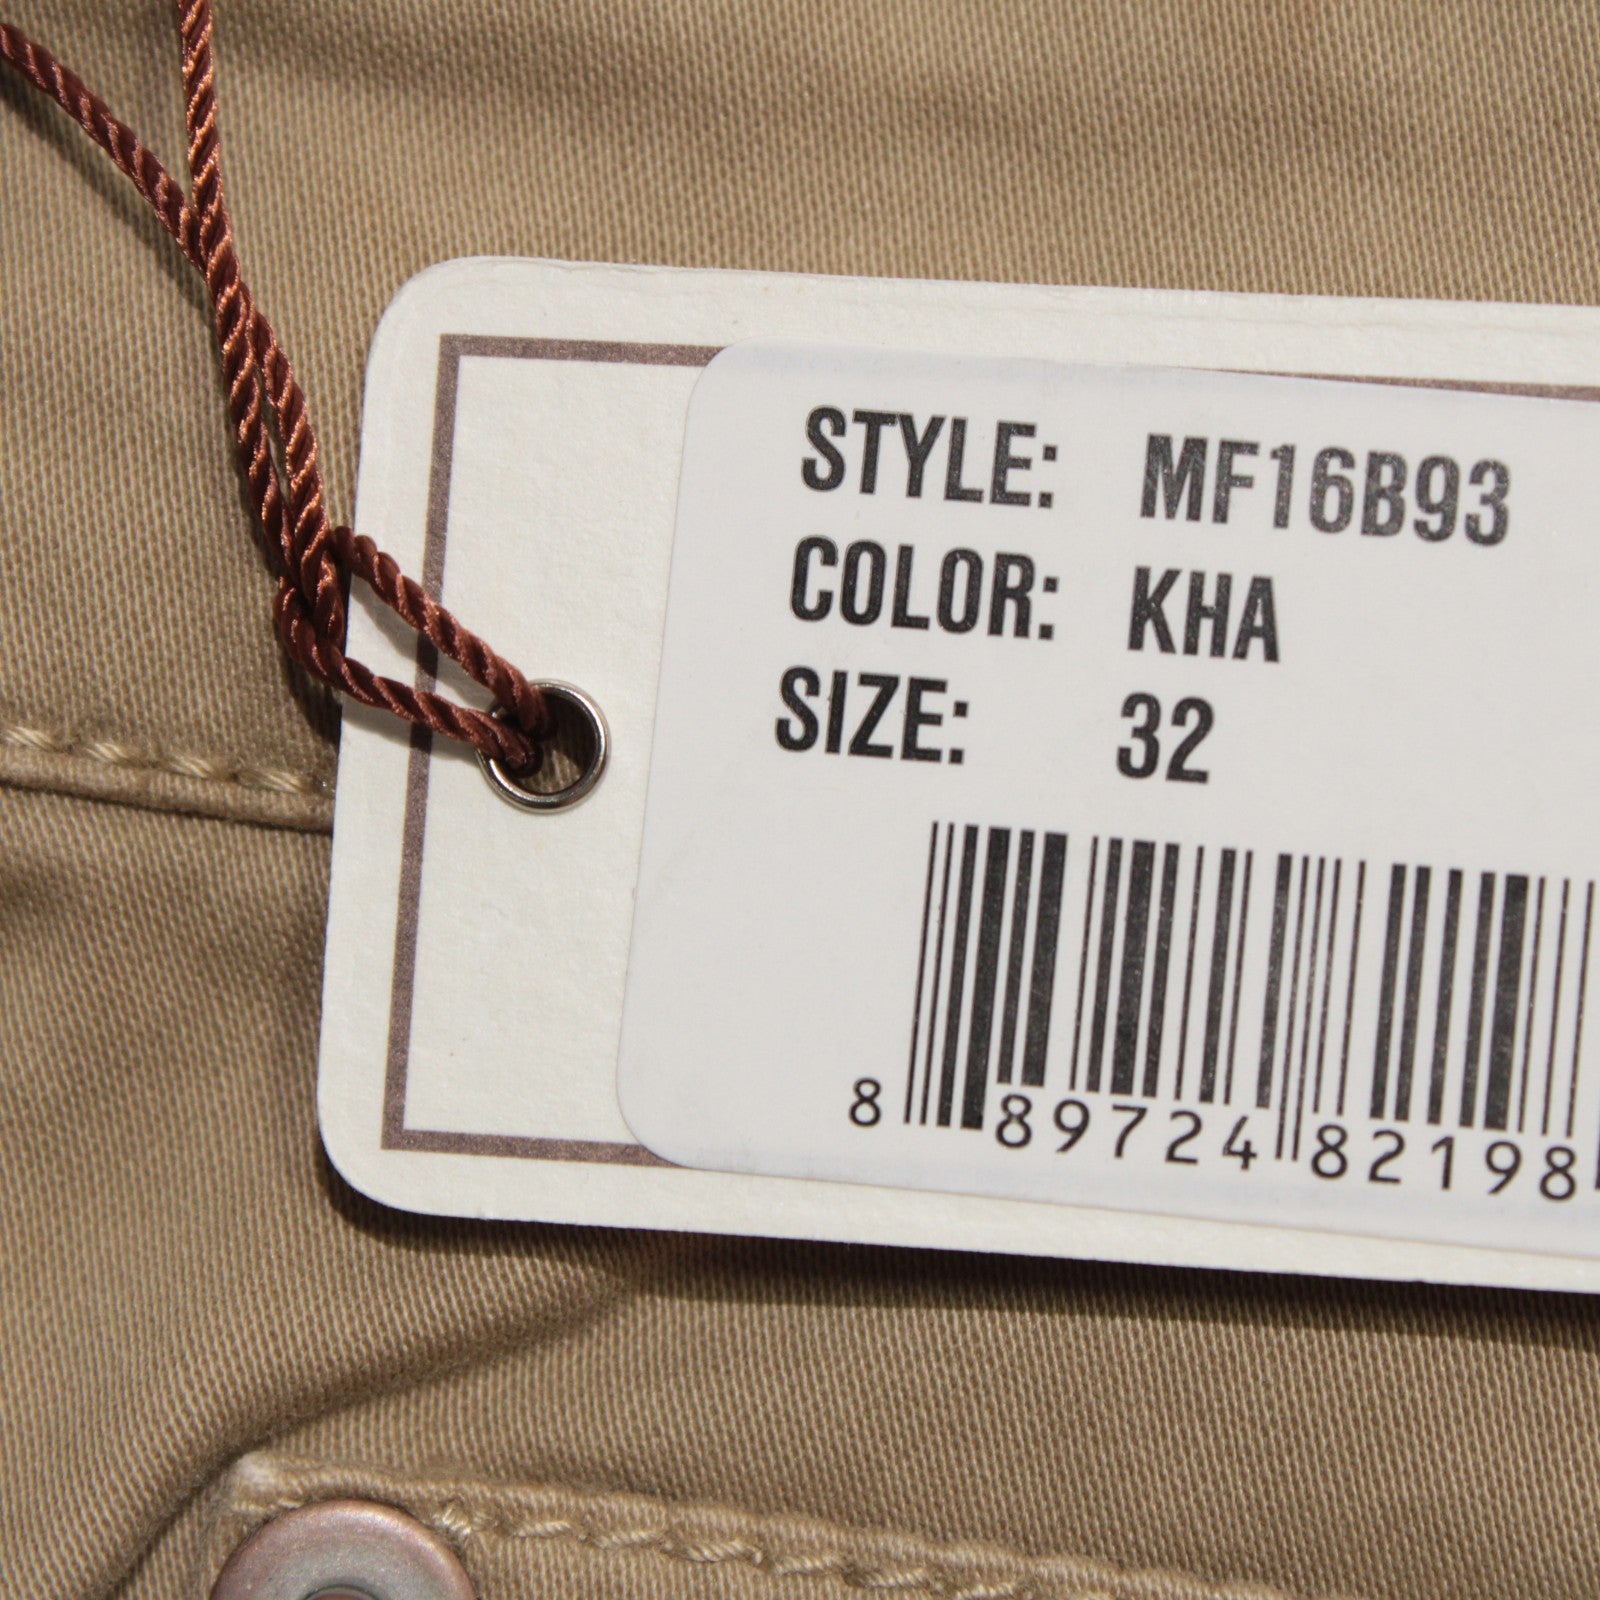 STYLE: MF16B93
COLOR: KHA
SIZE: 32
8 89724 82198